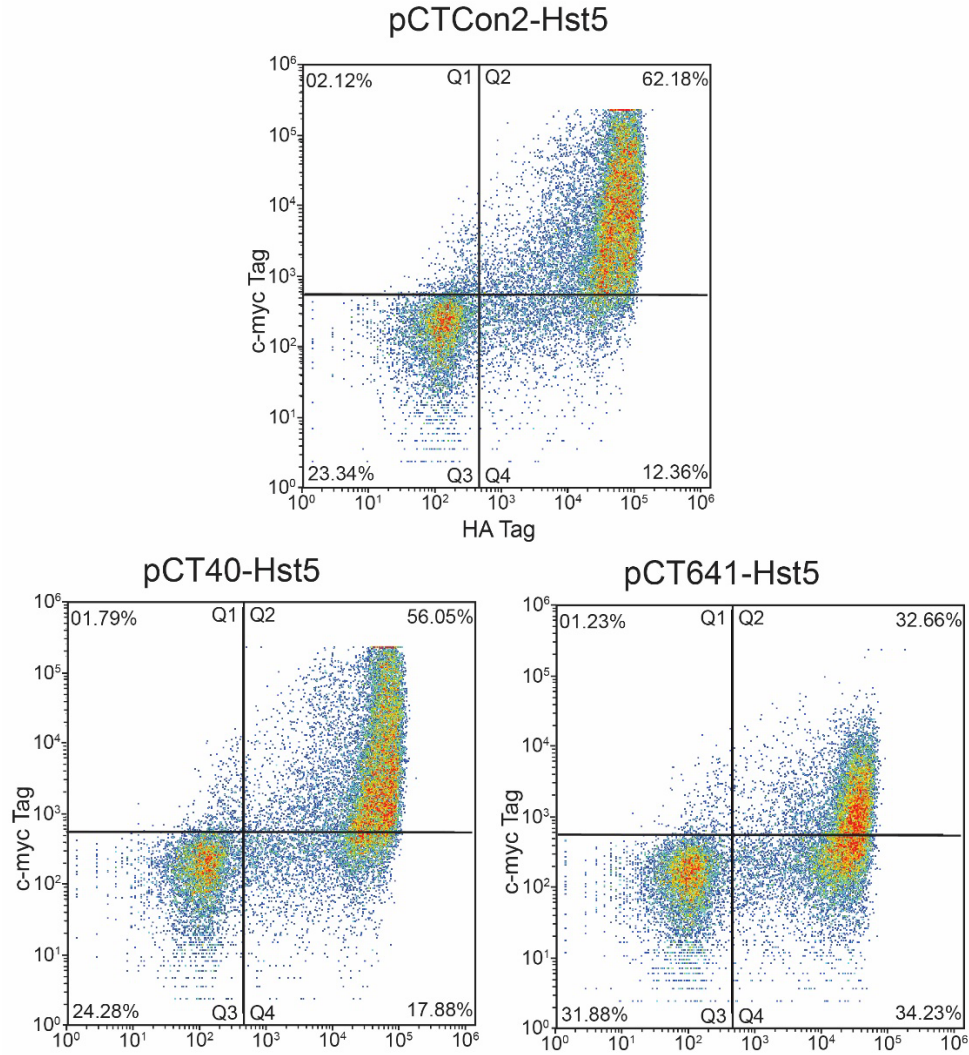 pCTCon2-Hst5
10⁶
02.12% Q1 Q2 62.18%
10⁵
10⁴
c-myc Tag
10³
10²
10¹
23.34% Q3 Q4 12.36%
10⁰
10⁰ 10¹ 10² 10³ 10⁴ 10⁵ 10⁶
HA Tag
pCT40-Hst5
10⁶
01.79% Q1 Q2 56.05%
10⁵
10⁴
c-myc Tag
10³
10²
10¹
24.28% Q3 Q4 17.88%
10⁰
10⁰ 10¹ 10² 10³ 10⁴ 10⁵ 10⁶
pCT641-Hst5
10⁶
01.23% Q1 Q2 32.66%
10⁵
10⁴
c-myc Tag
10³
10²
10¹
31.88% Q3 Q4 34.23%
10⁰
10⁰ 10¹ 10² 10³ 10⁴ 10⁵ 10⁶